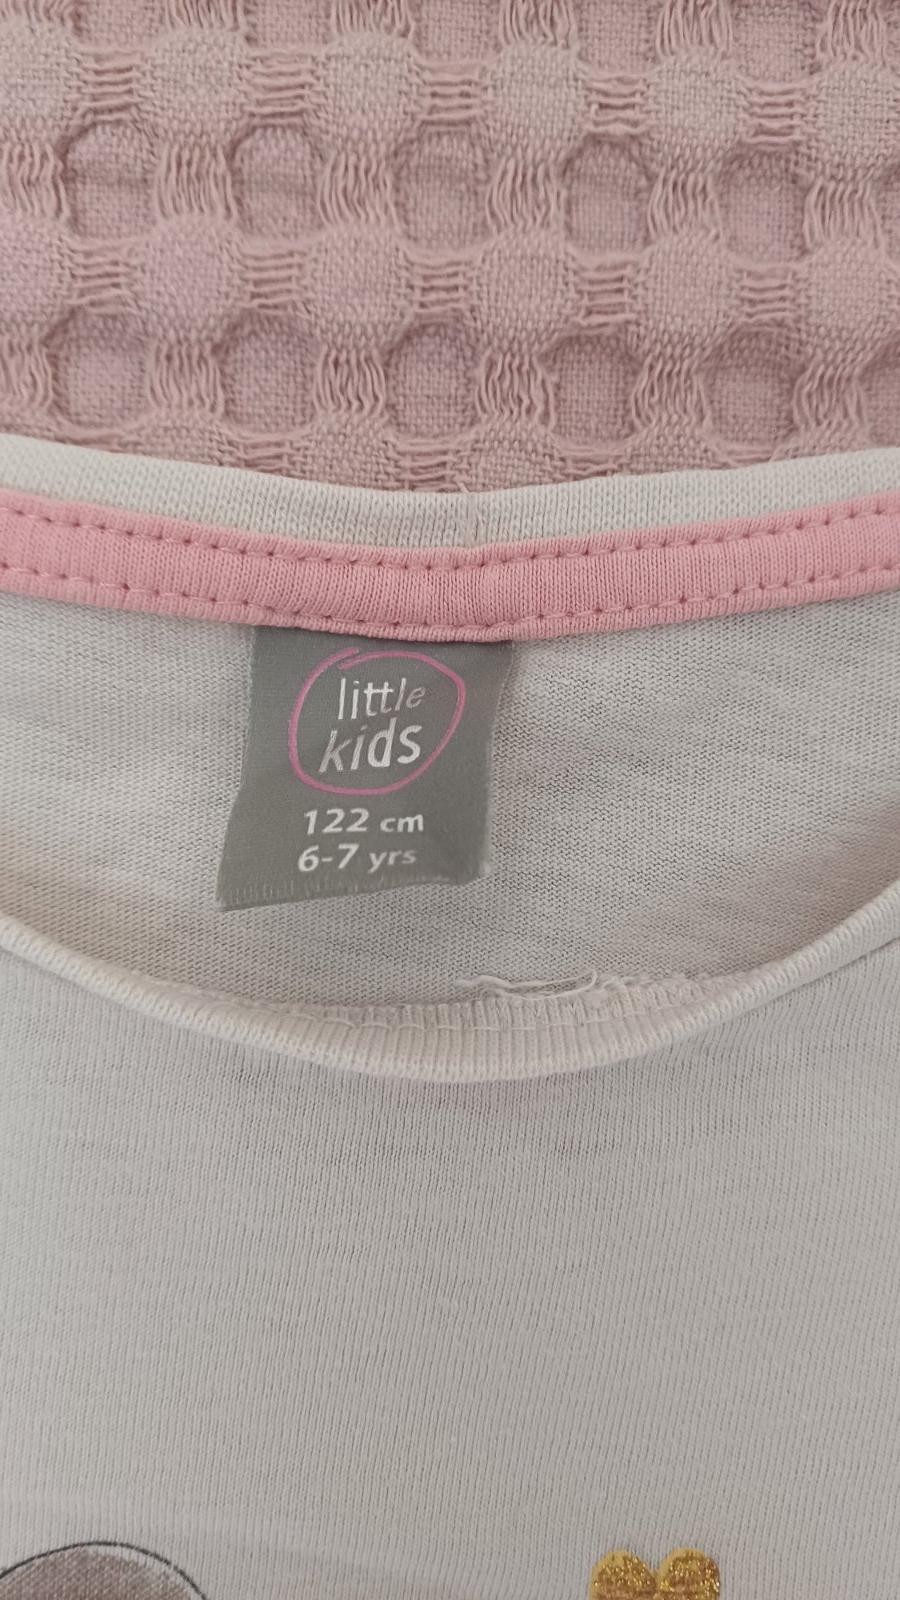 little
kids
122 cm
6-7 yrs